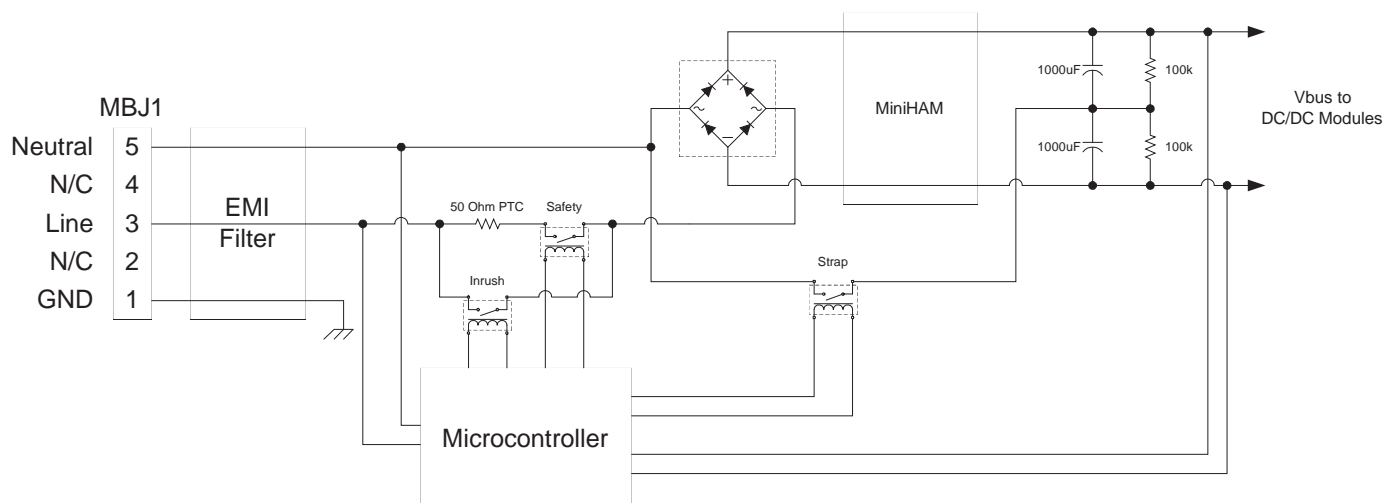 MBJ1
Neutral 5
N/C 4
Line 3
N/C 2
GND 1
EMI
Filter
50 Ohm PTC
Safety
Inrush
Microcontroller
Strap
+
~ ~
−
MiniHAM
1000uF
100k
1000uF
100k
Vbus to
DC/DC Modules